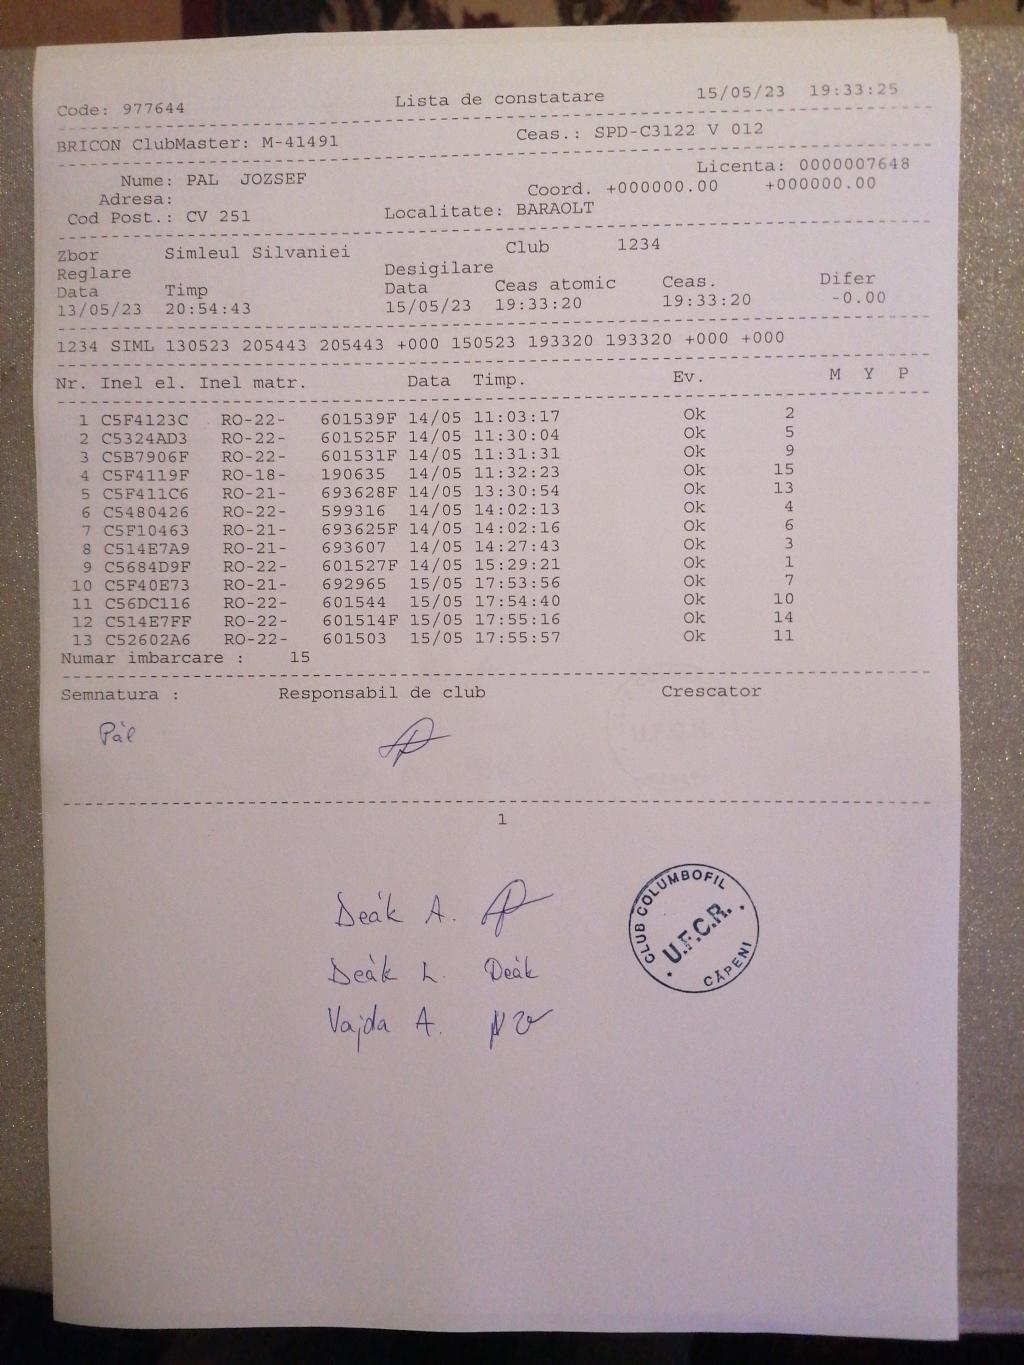 Code: 977644 Lista de constatare 15/05/23 19:33:25
BRICON ClubMaster: M-41491 Ceas.: SPD-C3122 V 012
Licenta: 0000007648
Nume: PAL JOZSEF Coord. +000000.00 +000000.00
Adresa:
Cod Post.: CV 251 Localitate: BARAOLT
Zbor Simleul Silvaniei Club 1234
Reglare Desigilare
Data Timp Data Ceas atomic Ceas. Difer
13/05/23 20:54:43 15/05/23 19:33:20 19:33:20 -0.00
1234 SIML 130523 205443 205443 +000 150523 193320 193320 +000 +000
Nr. Inel el. Inel matr. Data Timp. Ev. M Y P
1 C5F4123C RO-22- 601539F 14/05 11:03:17 Ok 2
2 C5324AD3 RO-22- 601525F 14/05 11:30:04 Ok 5
3 C5B7906F RO-22- 601531F 14/05 11:31:31 Ok 9
4 C5F4119F RO-18- 190635 14/05 11:32:23 Ok 15
5 C5F411C6 RO-21- 693628F 14/05 13:30:54 Ok 13
6 C5480426 RO-22- 599316 14/05 14:02:13 Ok 4
7 C5F10463 RO-21- 693625F 14/05 14:02:16 Ok 6
8 C514E7A9 RO-21- 693607 14/05 14:27:43 Ok 3
9 C5684D9F RO-22- 601527F 14/05 15:29:21 Ok 1
10 C5F40E73 RO-21- 692965 15/05 17:53:56 Ok 7
11 C56DC116 RO-22- 601544 15/05 17:54:40 Ok 10
12 C514E7FF RO-22- 601514F 15/05 17:55:16 Ok 14
13 C52602A6 RO-22- 601503 15/05 17:55:57 Ok 11
Numar imbarcare : 15
Semnatura : Responsabil de club Crescator
Pál
1
Deák A.
Deák L. Deák
Vajda A.
CLUB COLUMBOFIL
U.F.C.R.
CĂPENI